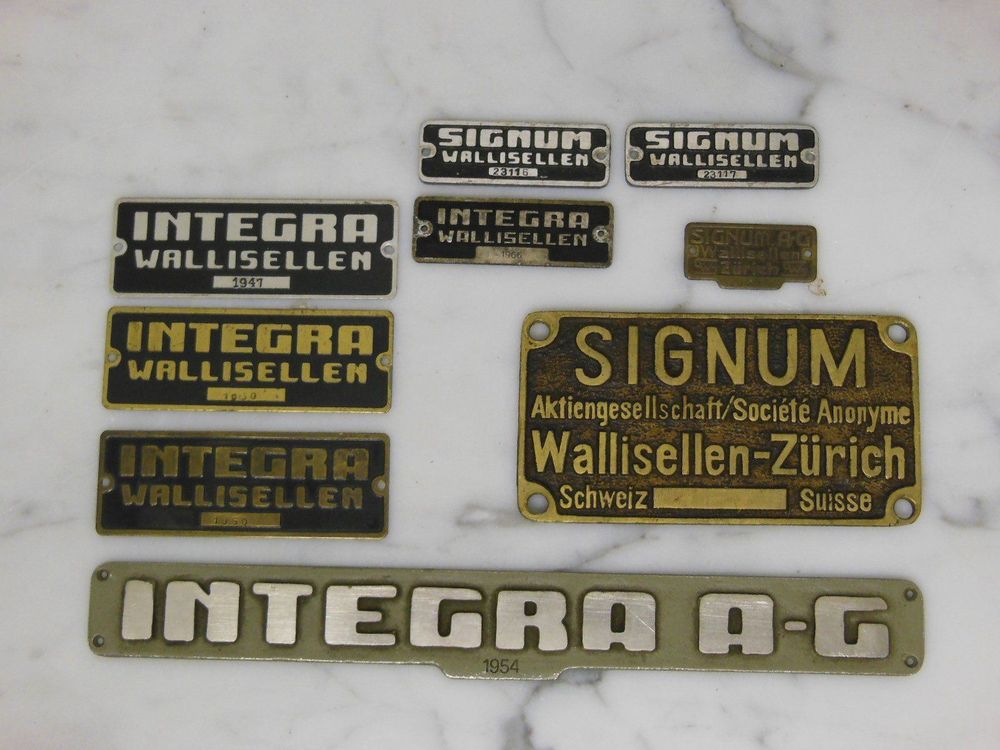 SIGNUM
WALLISELLEN
23116
SIGNUM
WALLISELLEN
23117
INTEGRA
WALLISELLEN
1947
INTEGRA
WALLISELLEN
1966
SIGNUM A-G
Wallisellen
Zürich
INTEGRA
WALLISELLEN
1950
SIGNUM
Aktiengesellschaft/Société Anonyme
Wallisellen-Zürich
Schweiz Suisse
INTEGRA
WALLISELLEN
INTEGRA A-G
1954